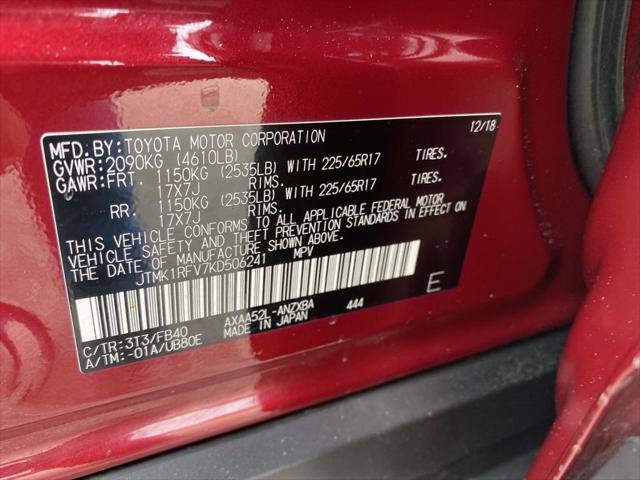 MFD. BY: TOYOTA MOTOR CORPORATION 12/18
GVWR: 2090KG (4610LB)
GAWR: FRT. 1150KG (2535LB) WITH 225/65R17 TIRES.
17X7J RIMS.
RR. 1150KG (2535LB) WITH 225/65R17 TIRES.
17X7J RIMS.
THIS VEHICLE CONFORMS TO ALL APPLICABLE FEDERAL MOTOR
VEHICLE SAFETY AND THEFT PREVENTION STANDARDS IN EFFECT ON
THE DATE OF MANUFACTURE SHOWN ABOVE.
JTMK1RFV7KD506241 MPV
E
C/TR: 3T3/FB40 AXAA52L-ANZXBA 444
A/TM: -01A/UB80E MADE IN JAPAN